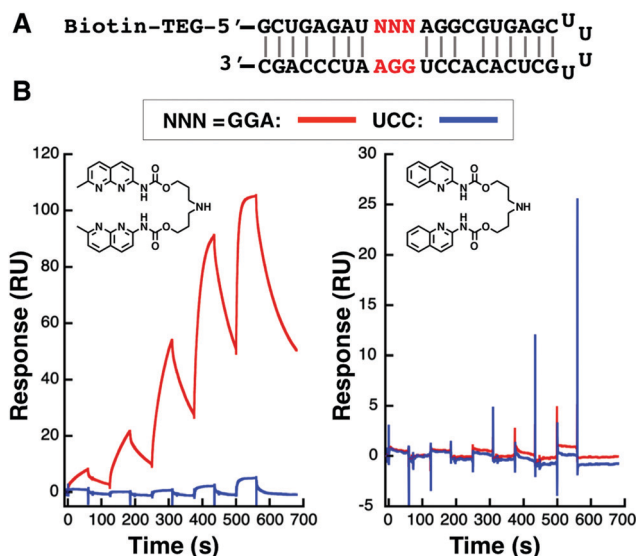 A
Biotin-TEG-5′–GCUGAGAU NNN AGGCGUGAGC U U
3′–CGACCCUA AGG UCCACACUCG U U
B
NNN = GGA: UCC:
120
100
80
60
40
20
0
Response (RU)
0 100 200 300 400 500 600 700
Time (s)
N N N H O O
NH
N N N H O O
30
25
20
15
10
5
0
-5
Response (RU)
0 100 200 300 400 500 600 700
Time (s)
N N H O O
NH
N N H O O